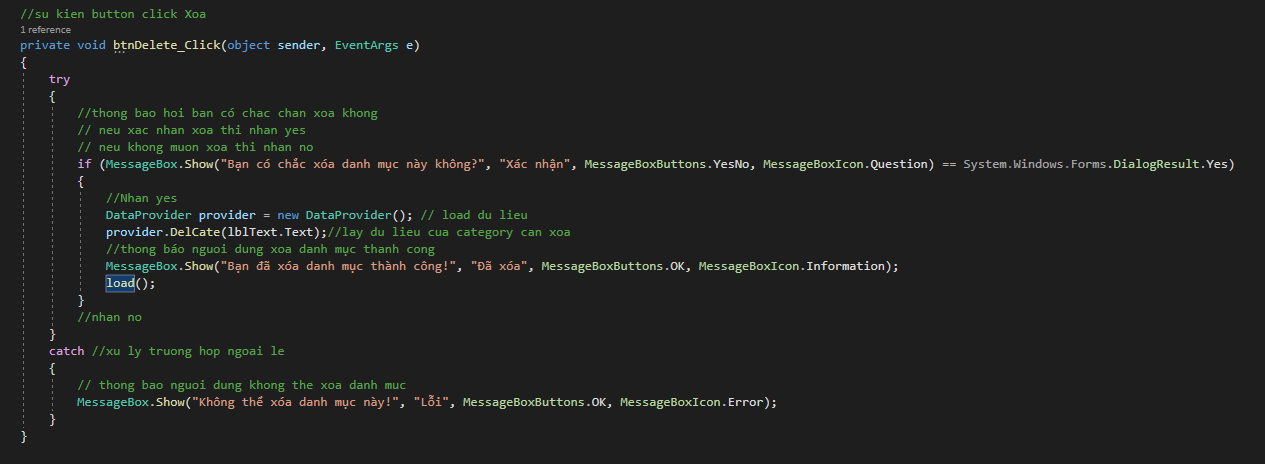 //su kien button click Xoa
1 reference
private void btnDelete_Click(object sender, EventArgs e)
{
try
{
//thong bao hoi ban có chac chan xoa khong
// neu xac nhan xoa thi nhan yes
// neu khong muon xoa thi nhan no
if (MessageBox.Show("Bạn có chắc xóa danh mục này không?", "Xác nhận", MessageBoxButtons.YesNo, MessageBoxIcon.Question) == System.Windows.Forms.DialogResult.Yes)
{
//Nhan yes
DataProvider provider = new DataProvider(); // load du lieu
provider.DelCate(lblText.Text);//lay du lieu cua category can xoa
//thong báo nguoi dung xoa danh mục thanh cong
MessageBox.Show("Bạn đã xóa danh mục thành công!", "Đã xóa", MessageBoxButtons.OK, MessageBoxIcon.Information);
load();
}
//nhan no
}
catch //xu ly truong hop ngoai le
{
// thong bao nguoi dung khong the xoa danh muc
MessageBox.Show("Không thể xóa danh mục này!", "Lỗi", MessageBoxButtons.OK, MessageBoxIcon.Error);
}
}